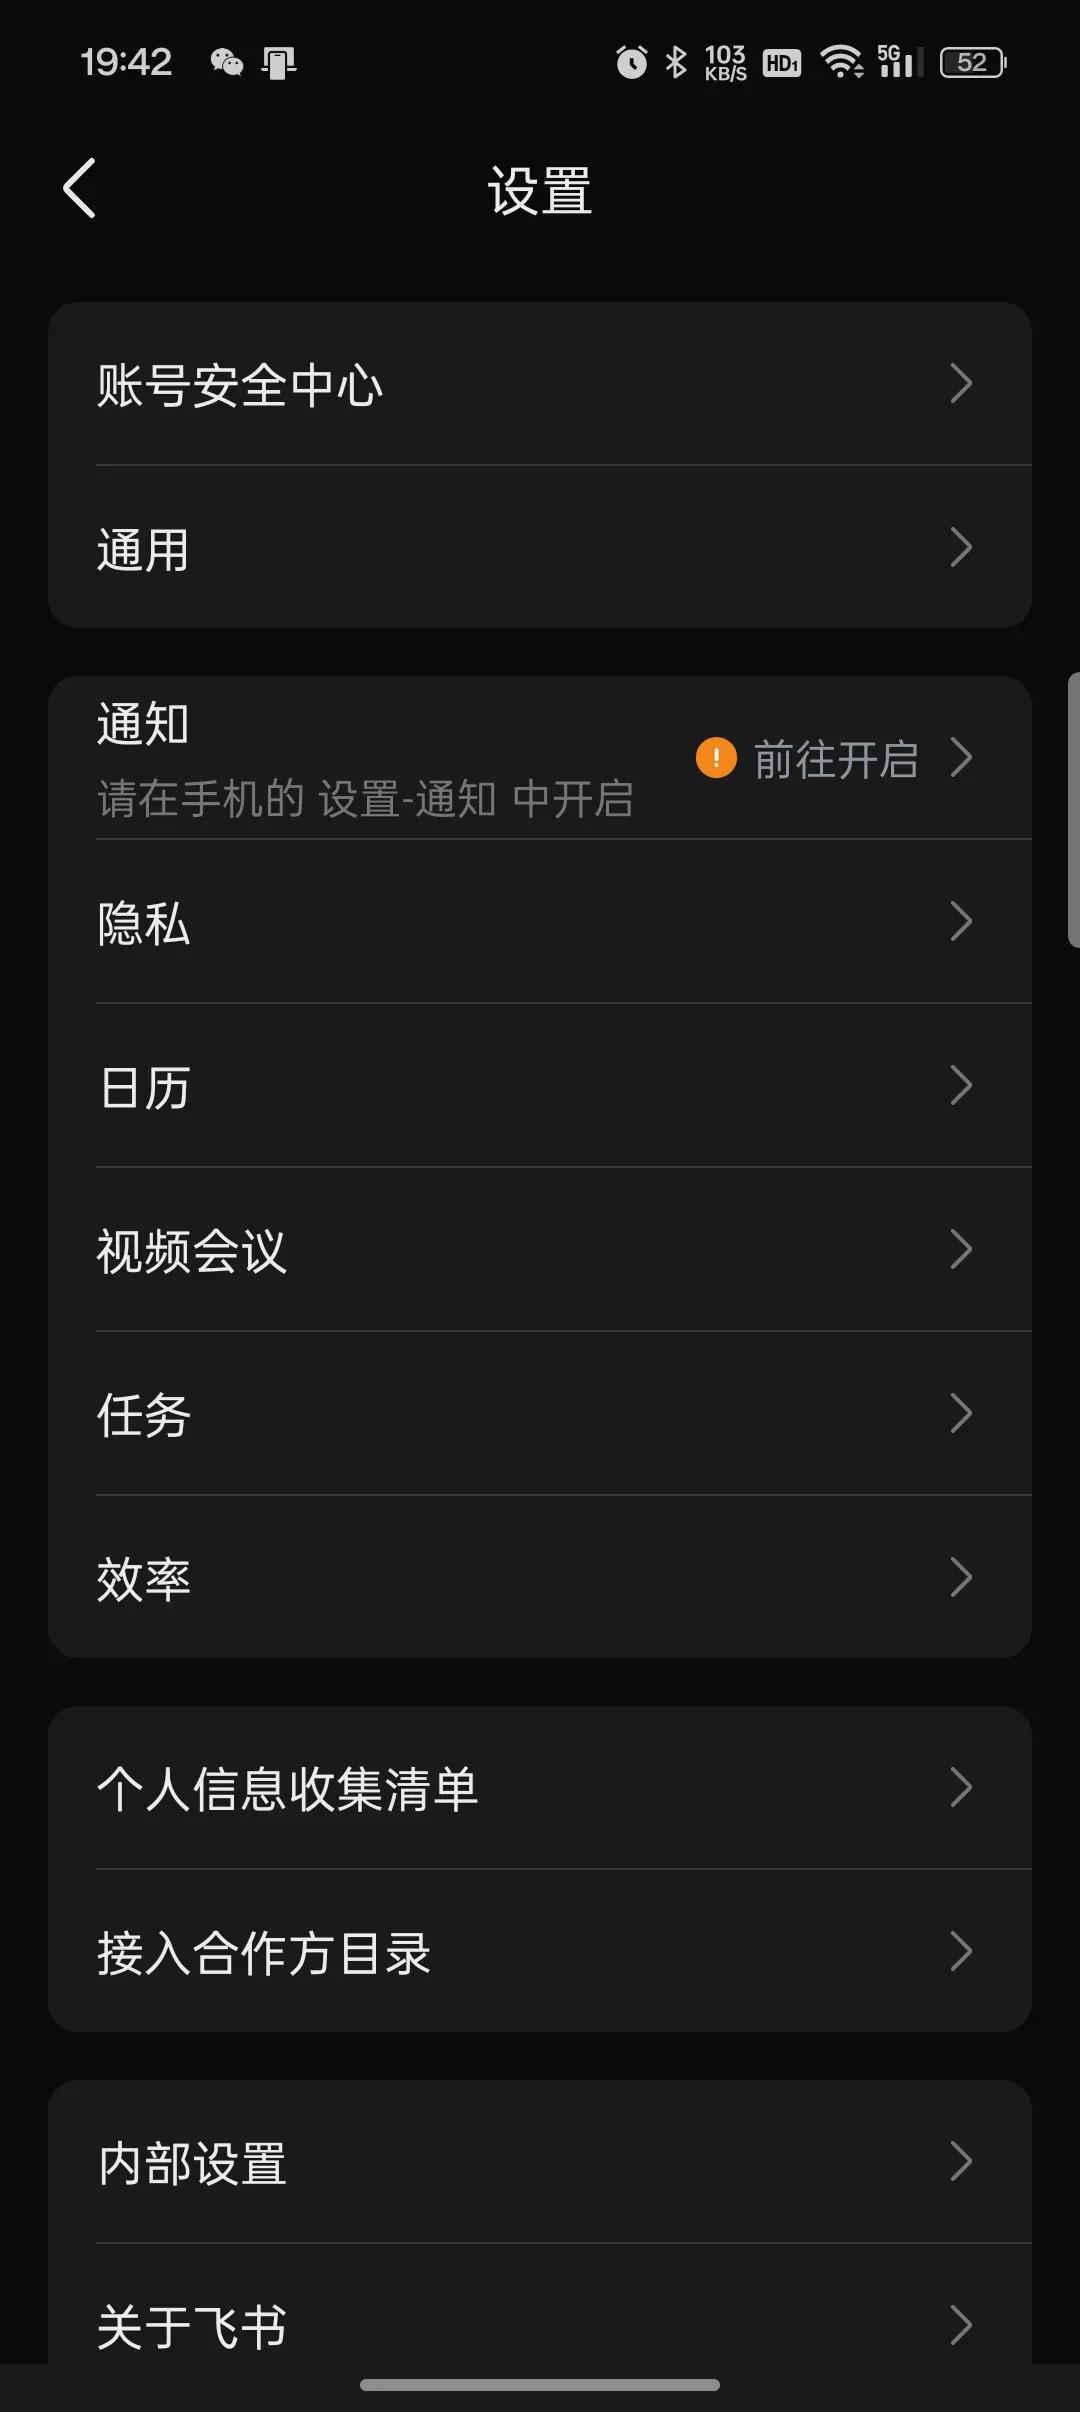 19:42
103 KB/S HD1 5G 52
设置
账号安全中心
通用
通知
请在手机的 设置-通知 中开启
前往开启
隐私
日历
视频会议
任务
效率
个人信息收集清单
接入合作方目录
内部设置
关于飞书